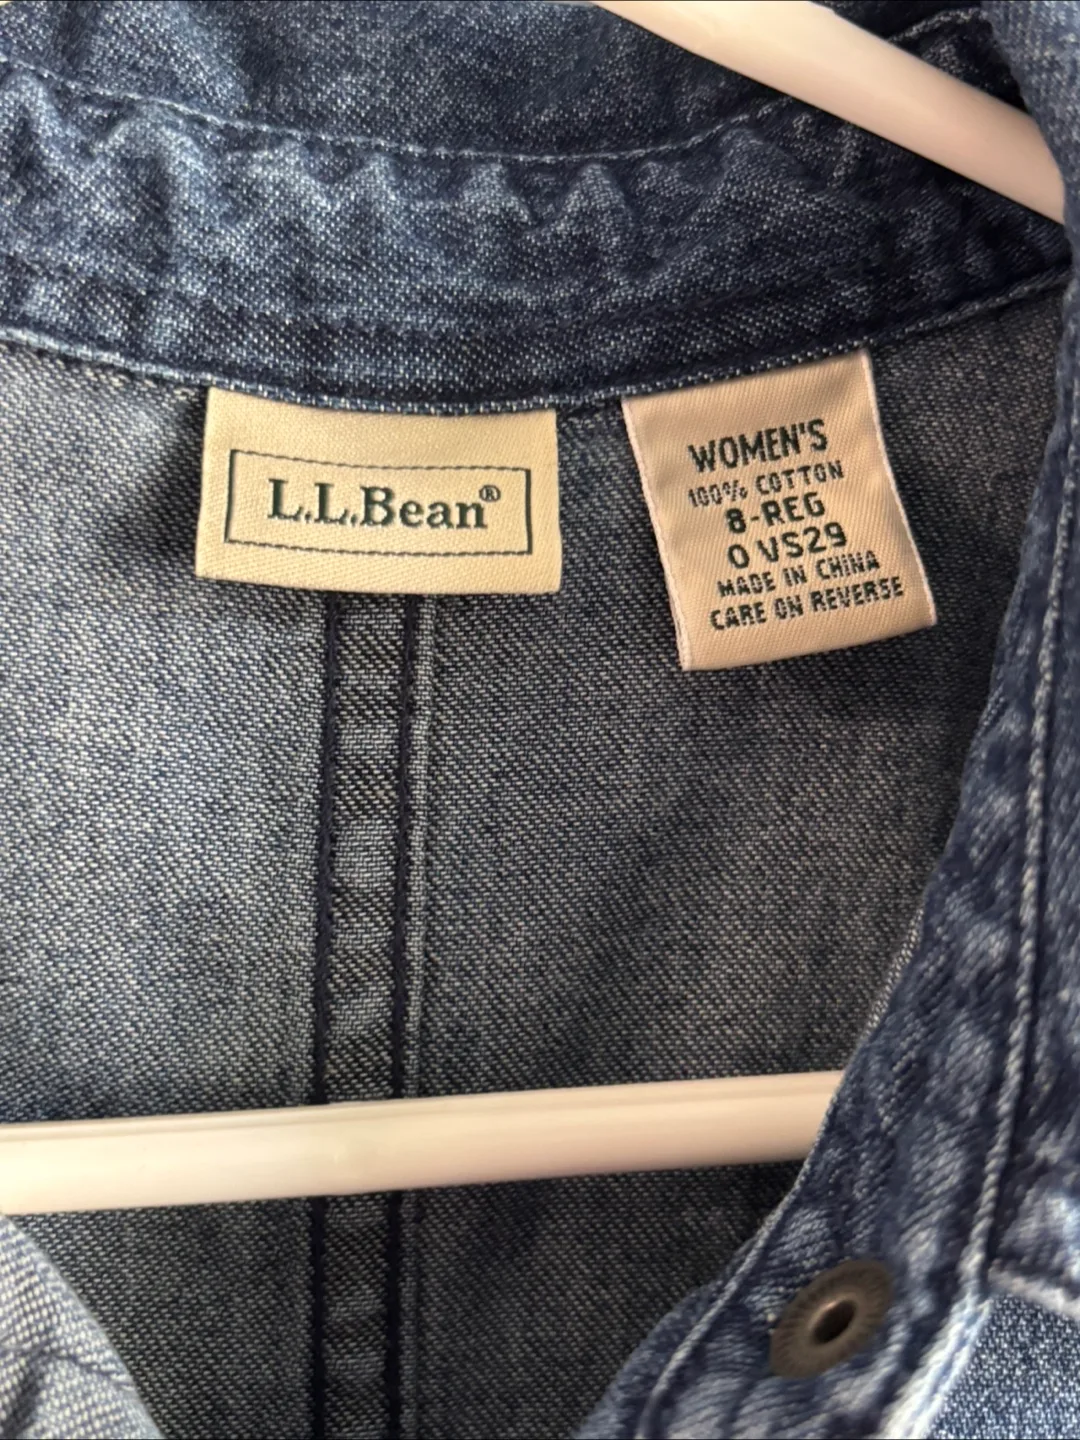 L.L.Bean®
WOMEN'S
100% COTTON
8-REG
0 VS29
MADE IN CHINA
CARE ON REVERSE